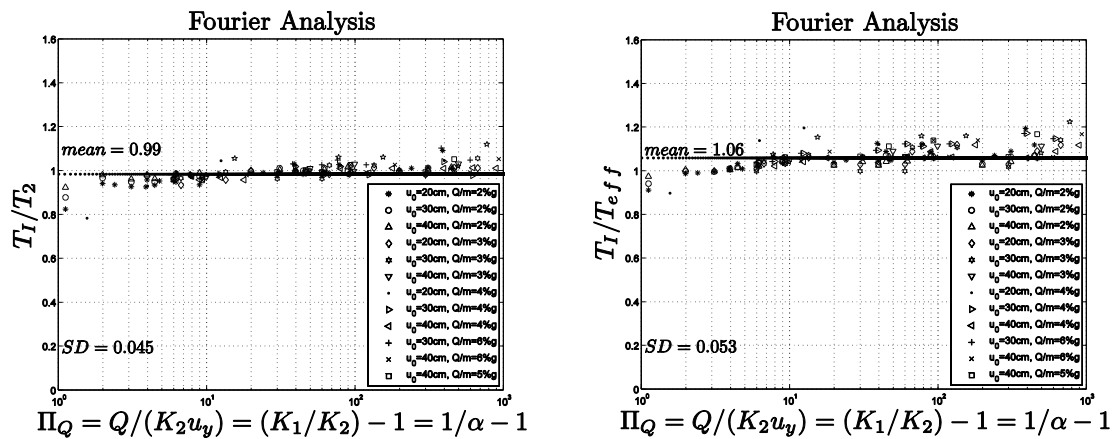 Fourier Analysis
1.6
1.4
1.2
1
0.8
0.6
0.4
0.2
0
mean = 0.99
SD = 0.045
T_I/T_2
u_0=20cm, Q/m=2%g
u_0=30cm, Q/m=2%g
u_0=40cm, Q/m=2%g
u_0=20cm, Q/m=3%g
u_0=30cm, Q/m=3%g
u_0=40cm, Q/m=3%g
u_0=20cm, Q/m=4%g
u_0=30cm, Q/m=4%g
u_0=40cm, Q/m=4%g
u_0=30cm, Q/m=6%g
u_0=40cm, Q/m=6%g
u_0=40cm, Q/m=5%g
10^0 10^1 10^2 10^3
Π_Q = Q/(K_2u_y) = (K_1/K_2) − 1 = 1/α − 1
Fourier Analysis
1.6
1.4
1.2
1
0.8
0.6
0.4
0.2
0
mean = 1.06
SD = 0.053
T_I/T_eff
u_0=20cm, Q/m=2%g
u_0=30cm, Q/m=2%g
u_0=40cm, Q/m=2%g
u_0=20cm, Q/m=3%g
u_0=30cm, Q/m=3%g
u_0=40cm, Q/m=3%g
u_0=20cm, Q/m=4%g
u_0=30cm, Q/m=4%g
u_0=40cm, Q/m=4%g
u_0=30cm, Q/m=6%g
u_0=40cm, Q/m=6%g
u_0=40cm, Q/m=5%g
10^0 10^1 10^2 10^3
Π_Q = Q/(K_2u_y) = (K_1/K_2) − 1 = 1/α − 1